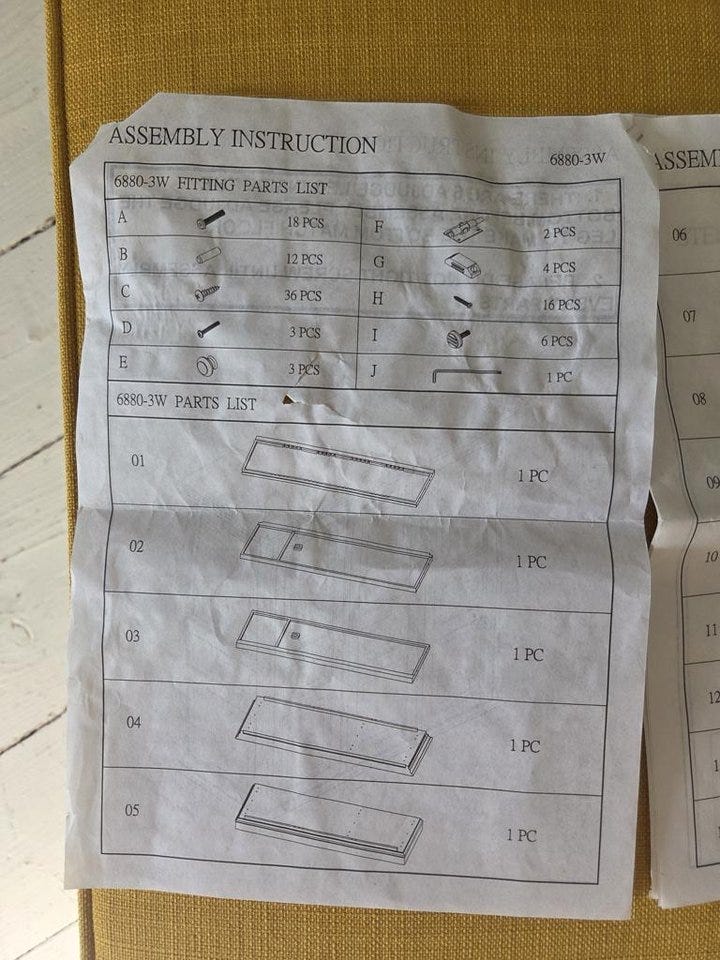 ASSEMBLY INSTRUCTION
6880-3W
6880-3W FITTING PARTS LIST
A 18 PCS F 2 PCS
B 12 PCS G 4 PCS
C 36 PCS H 16 PCS
D 3 PCS I 6 PCS
E 3 PCS J 1 PC
6880-3W PARTS LIST
01 1 PC
02 1 PC
03 1 PC
04 1 PC
05 1 PC
ASSEM
06
07
08
09
10
11
12